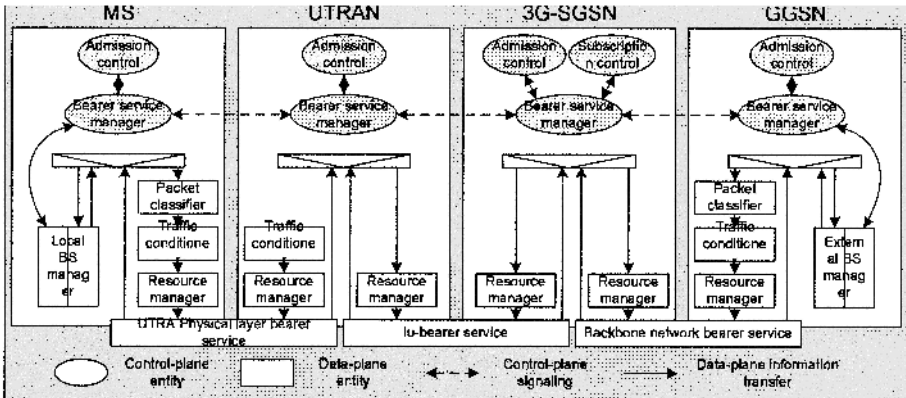 MS
UTRAN
3G-SGSN
GGSN
Admission
control
Admission
control
Admission
control
Subscriptio
n control
Admission
control
Bearer service
manager
Bearer service
manager
Bearer service
manager
Bearer service
manager
Packet
classifier
Traffic
conditione
Resource
manager
Local
BS
manag
er
Traffic
conditione
Resource
manager
Resource
manager
Resource
manager
Resource
manager
Packet
classifier
Traffic
conditione
Resource
manager
Extern
al BS
manag
er
UTRA Physical layer bearer
service
Iu-bearer service
Backbone network bearer service
Control-plane
entity
Data-plane
entity
Control-plane
signaling
Data-plane information
transfer